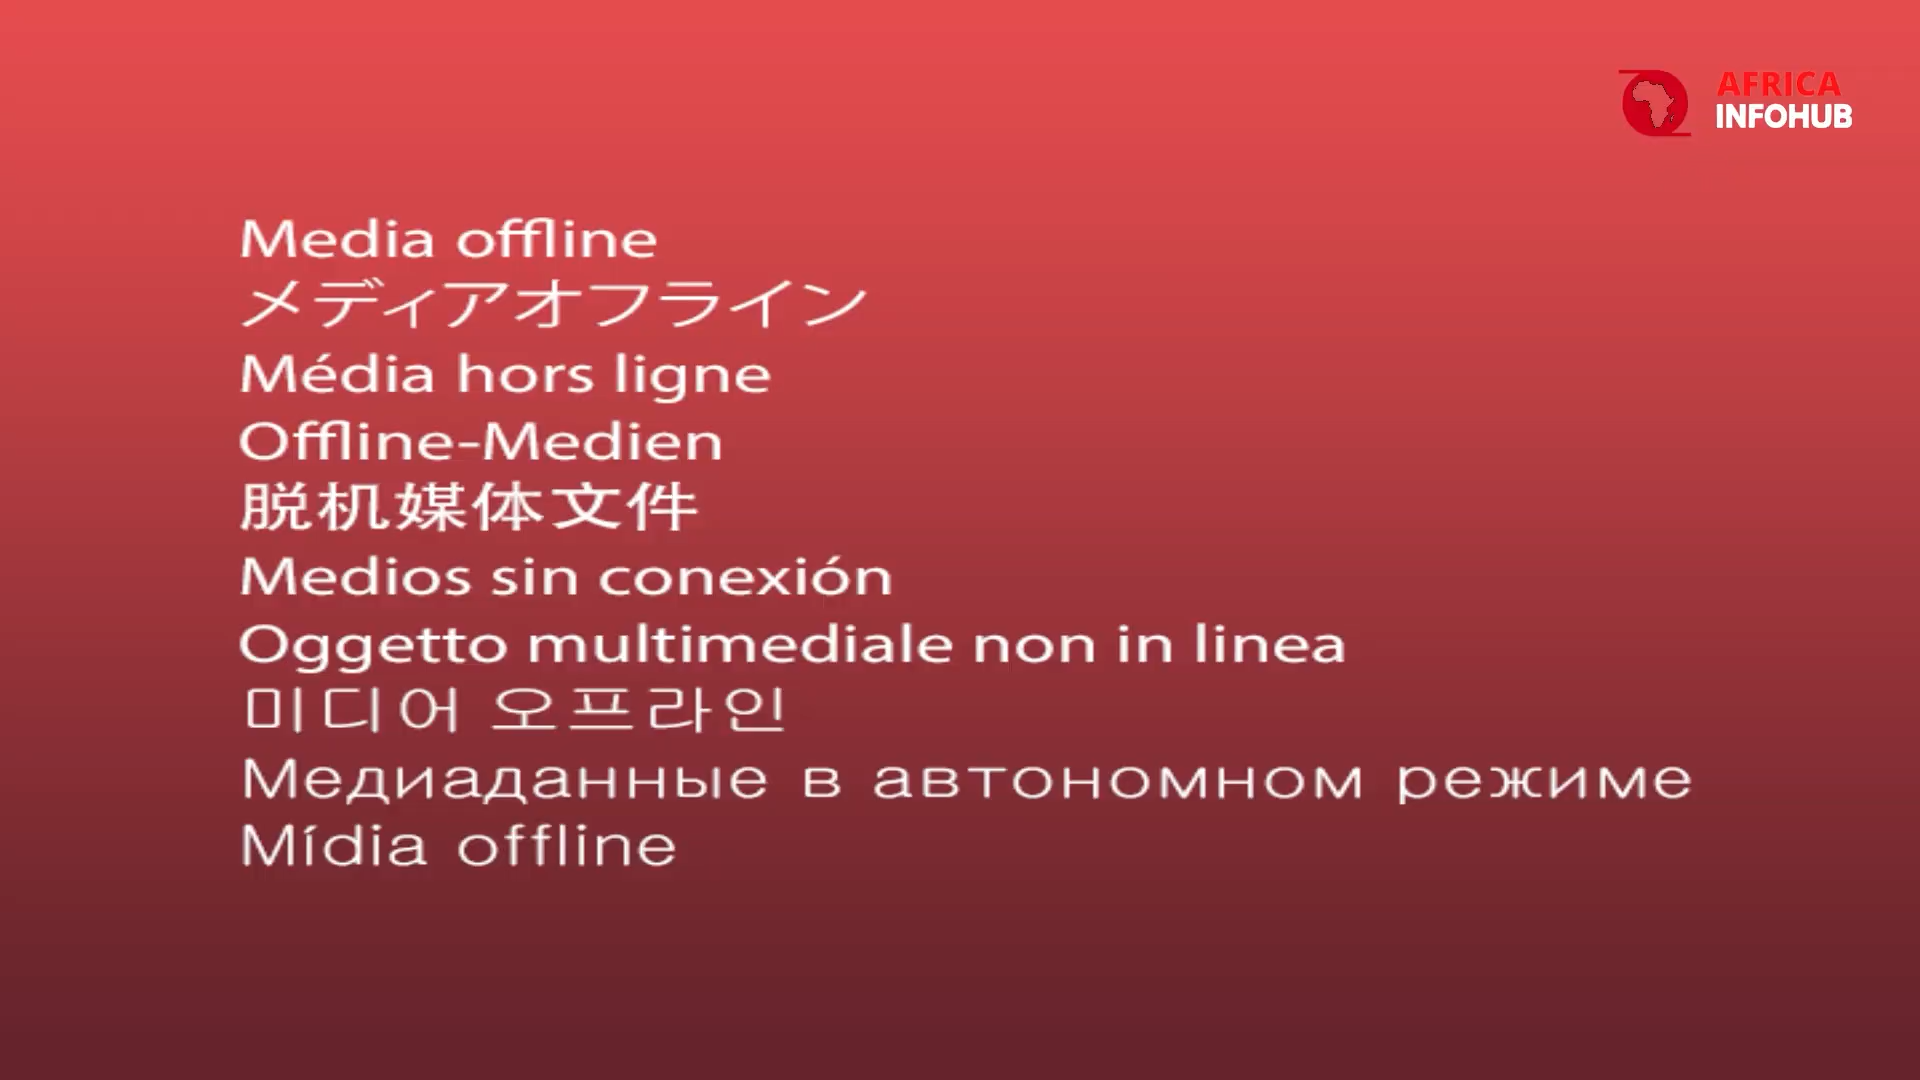 AFRICA
INFOHUB
Media offline
メディアオフライン
Média hors ligne
Offline-Medien
脱机媒体文件
Medios sin conexión
Oggetto multimediale non in linea
미디어 오프라인
Медиаданные в автономном режиме
Mídia offline